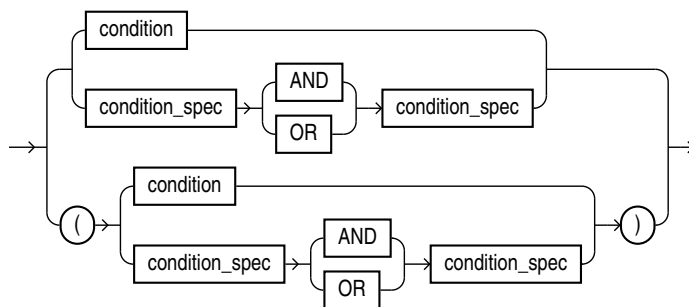 condition
condition_spec AND condition_spec
OR
( condition )
condition_spec AND condition_spec
OR